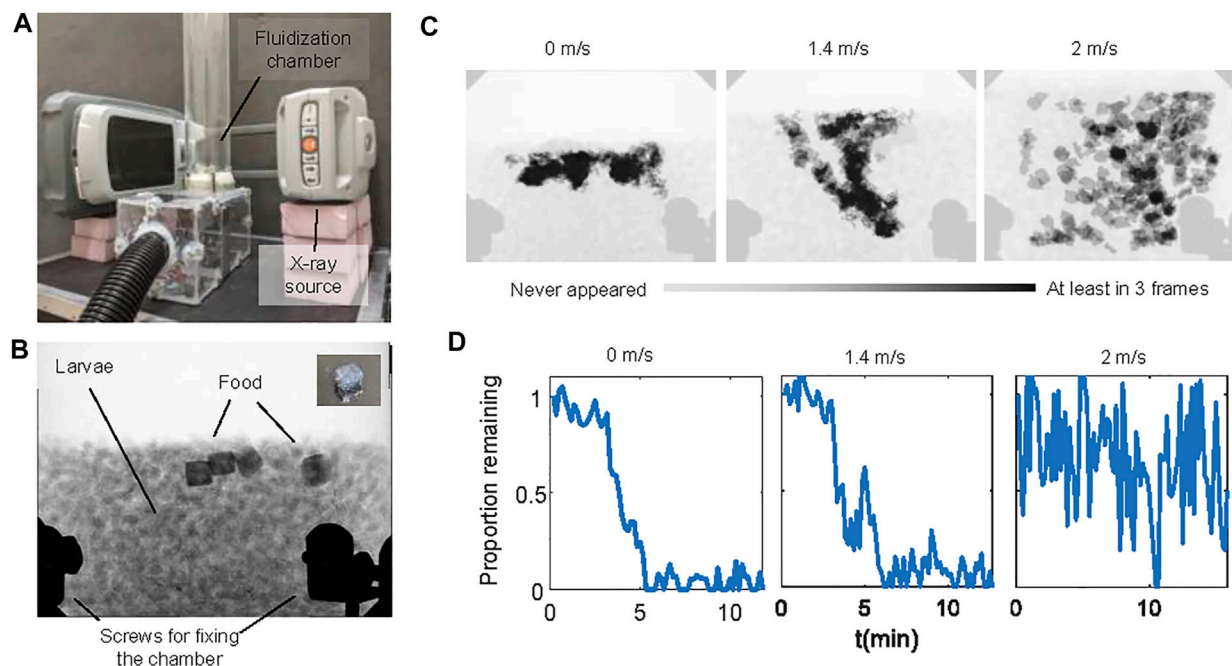 A
Fluidization
chamber
X-ray
source
B
Larvae
Food
Screws for fixing
the chamber
C
0 m/s
1.4 m/s
2 m/s
Never appeared
At least in 3 frames
D
0 m/s
1.4 m/s
2 m/s
Proportion remaining
1
0.5
0
0 5 10
0 5 10
0 10
t(min)